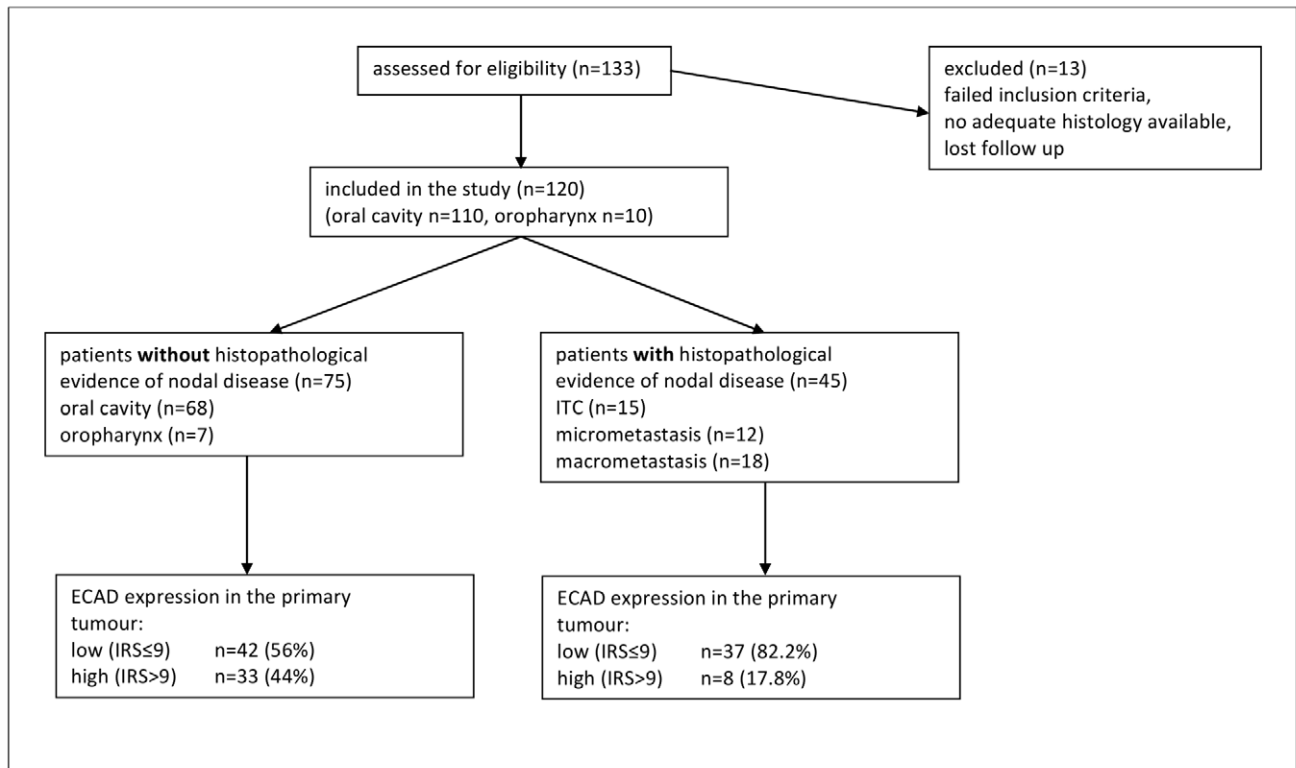 assessed for eligibility (n=133)
excluded (n=13)
failed inclusion criteria,
no adequate histology available,
lost follow up
included in the study (n=120)
(oral cavity n=110, oropharynx n=10)
patients without histopathological
evidence of nodal disease (n=75)
oral cavity (n=68)
oropharynx (n=7)
patients with histopathological
evidence of nodal disease (n=45)
ITC (n=15)
micrometastasis (n=12)
macrometastasis (n=18)
ECAD expression in the primary
tumour:
low (IRS≤9) n=42 (56%)
high (IRS>9) n=33 (44%)
ECAD expression in the primary
tumour:
low (IRS≤9) n=37 (82.2%)
high (IRS>9) n=8 (17.8%)